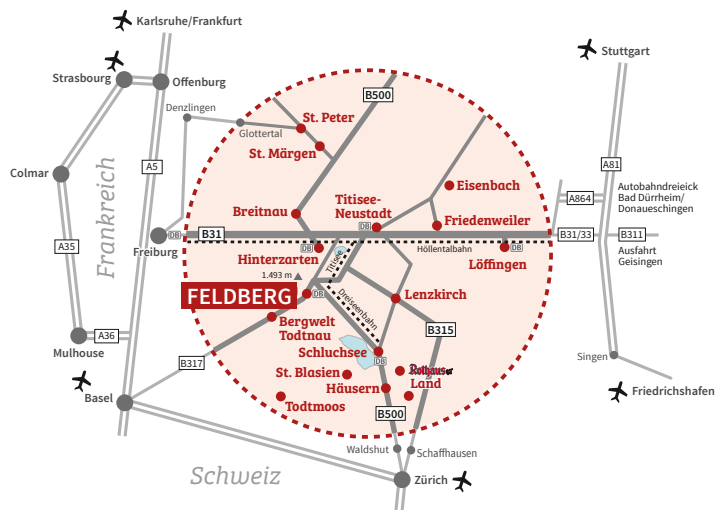 Karlsruhe/Frankfurt
Stuttgart
Strasbourg
Offenburg
B500
Denzlingen
St. Peter
Glottertal
St. Märgen
A5
A81
Colmar
Frankreich
Eisenbach
Autobahndreieick
Bad Dürrheim/
Donaueschingen
A864
Titisee-
Neustadt
Breitnau
Friedenweiler
DB
B31
DB
B31/33
B311
A35
Freiburg
DB
Höllentalbahn
DB
Ausfahrt
Geisingen
Hinterzarten
Titisee
Löffingen
1.493 m
FELDBERG
DB
Lenzkirch
Dreiseenbahn
Bergwelt
Todtnau
B315
A36
Mulhouse
Schluchsee
DB
B317
Singen
St. Blasien
Land
Häusern
Friedrichshafen
Basel
Todtmoos
B500
Waldshut
Schaffhausen
Schweiz
Zürich